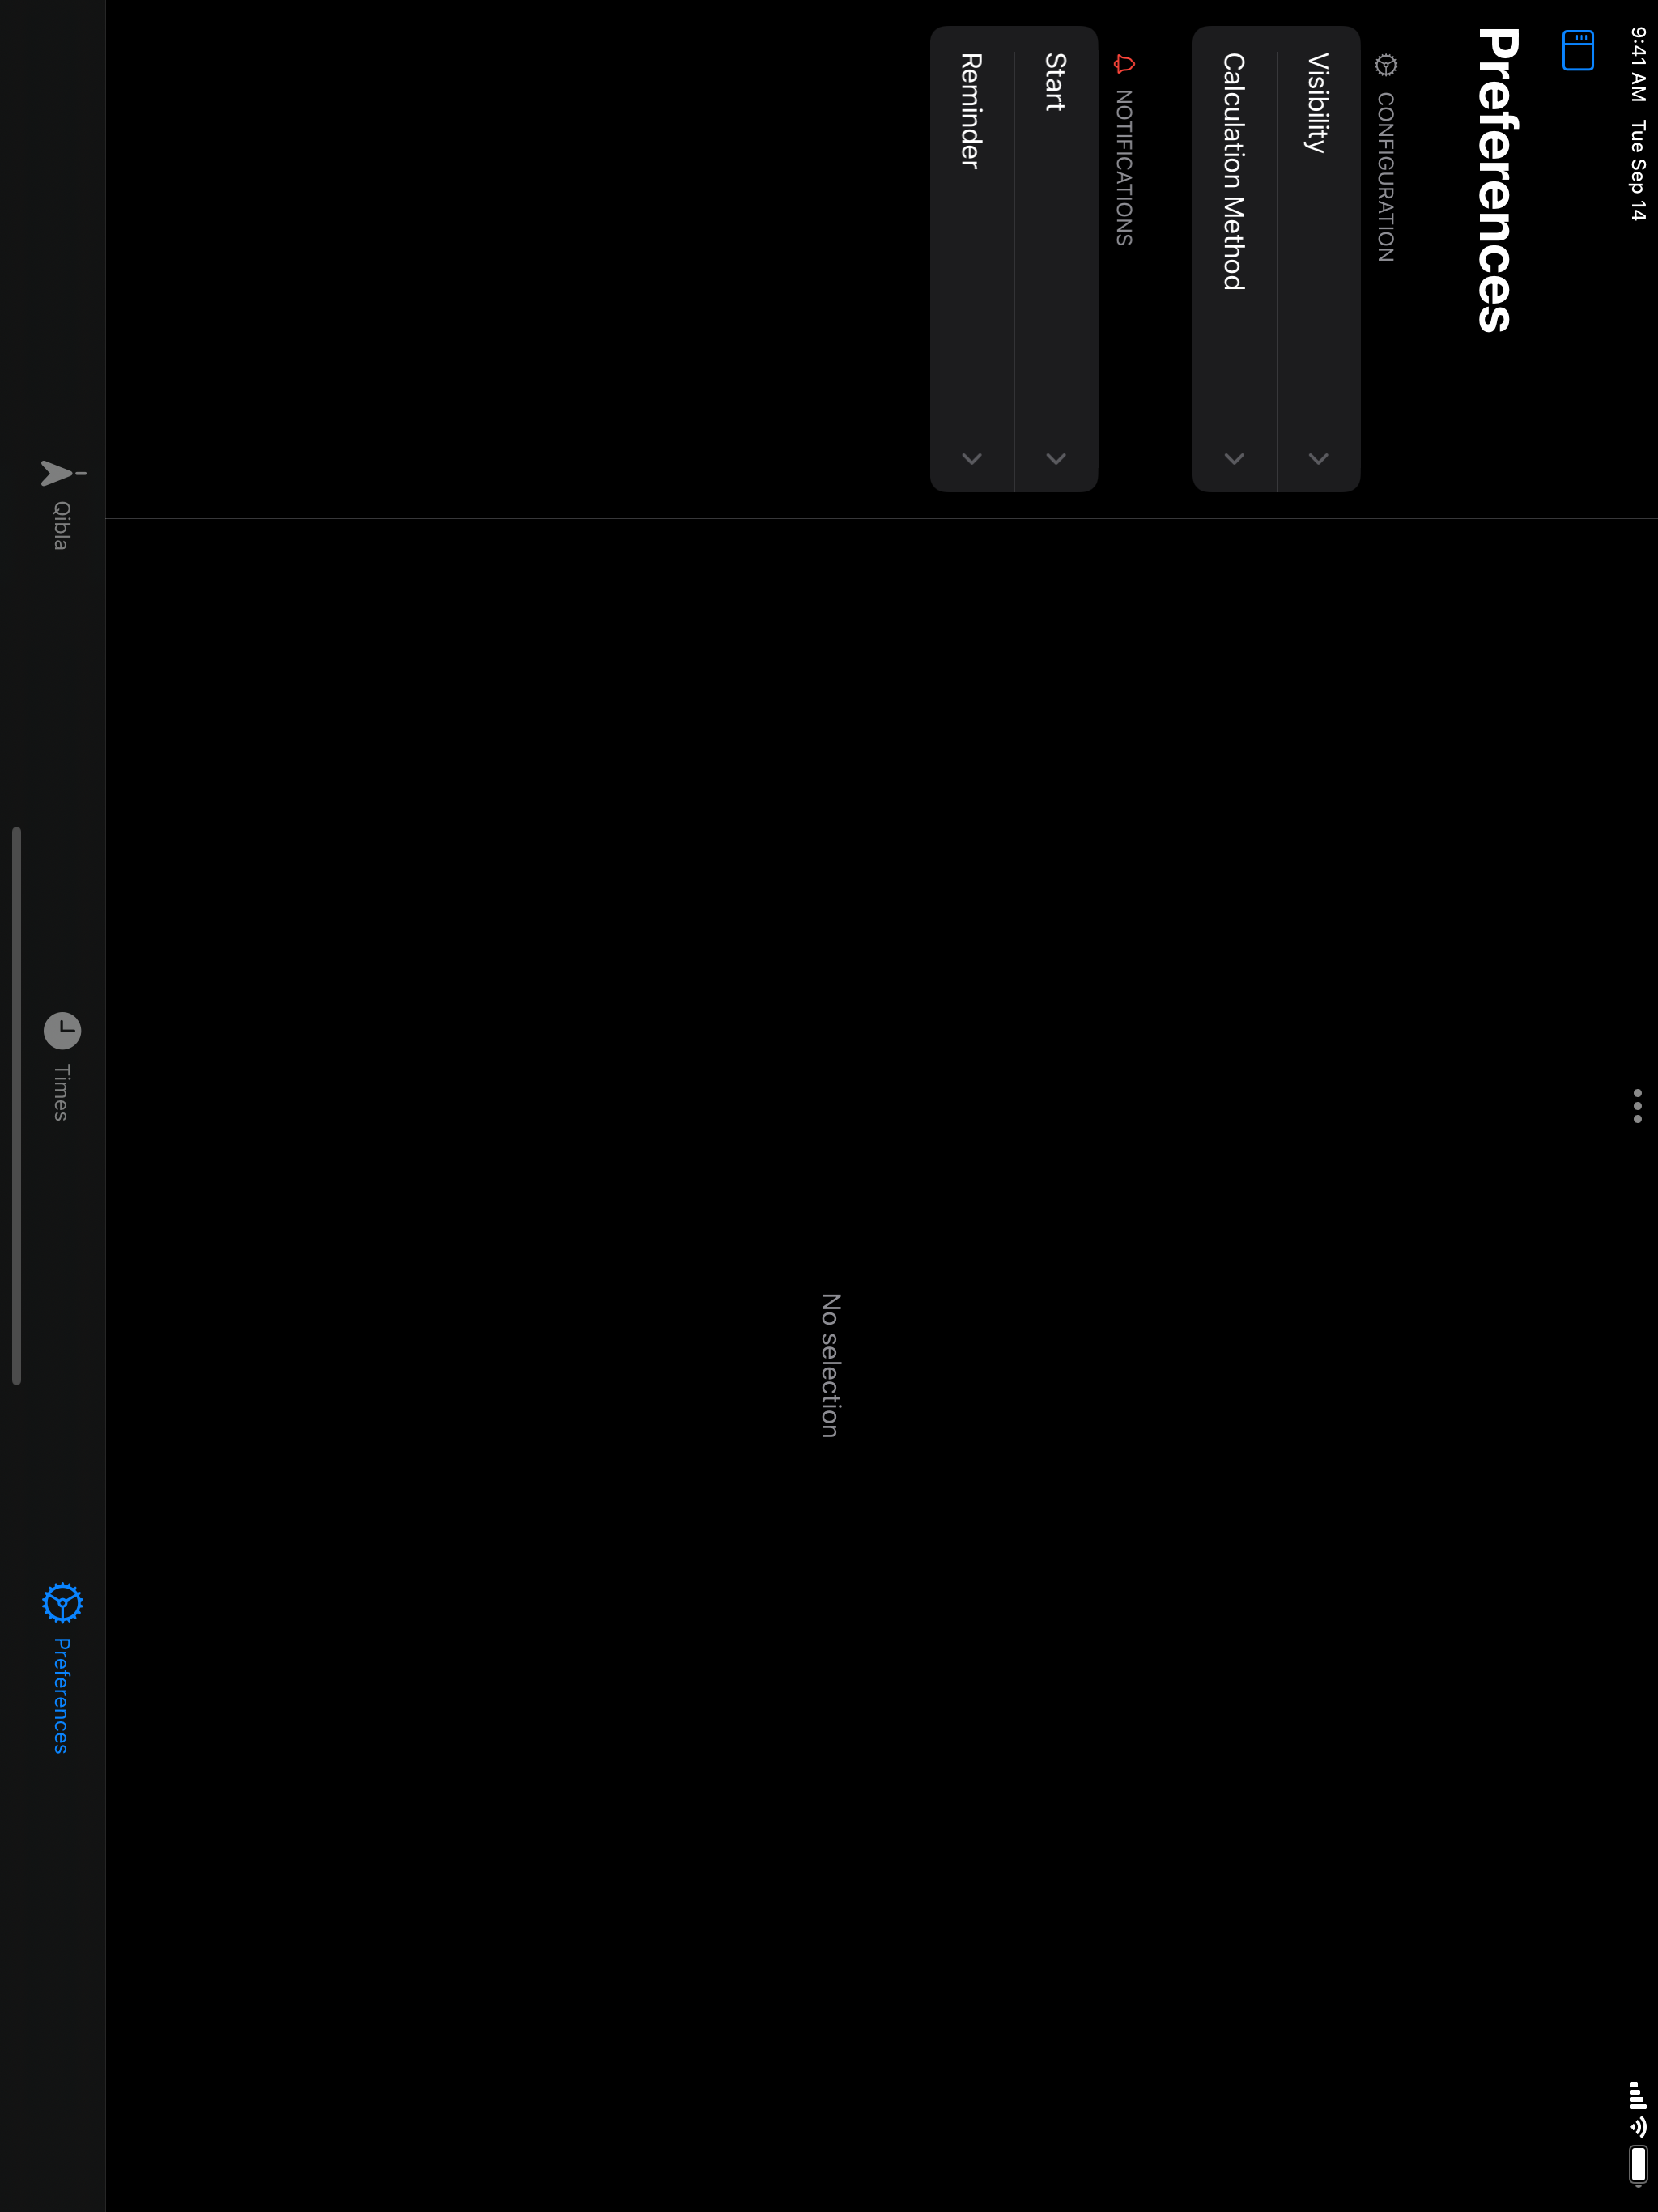 9:41 AM Tue Sep 14
Preferences
CONFIGURATION
Visibility
Calculation Method
NOTIFICATIONS
Start
Reminder
No selection
Qibla
Times
Preferences